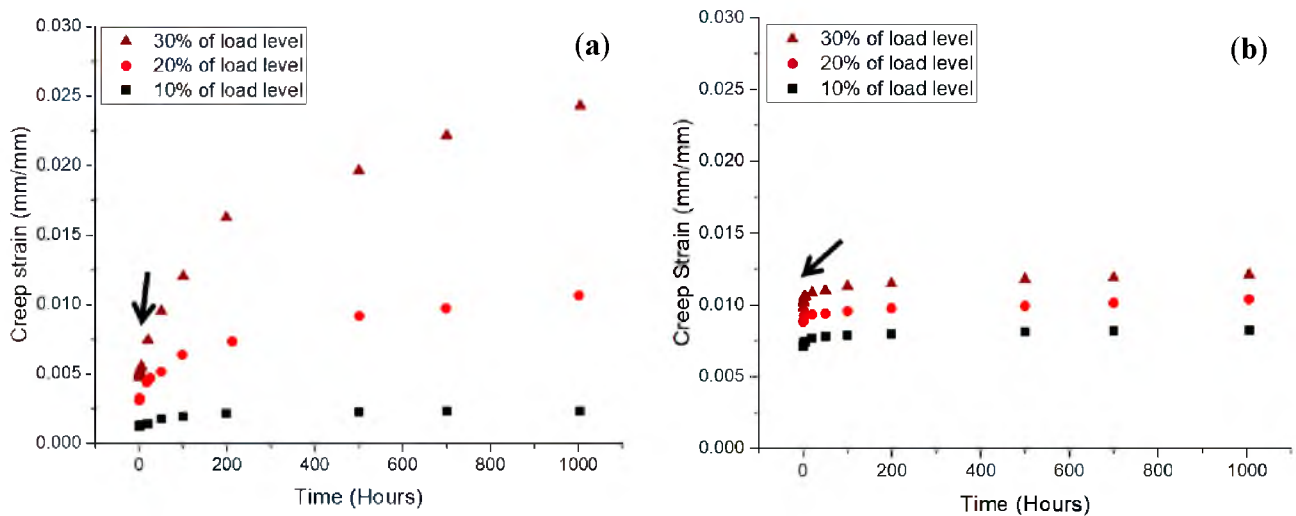 0.030
30% of load level
20% of load level
10% of load level
(a)
0.025
0.020
0.015
0.010
0.005
0.000
Creep strain (mm/mm)
0 200 400 600 800 1000
Time (Hours)
0.030
30% of load level
20% of load level
10% of load level
(b)
0.025
0.020
0.015
0.010
0.005
0.000
Creep Strain (mm/mm)
0 200 400 600 800 1000
Time (Hours)